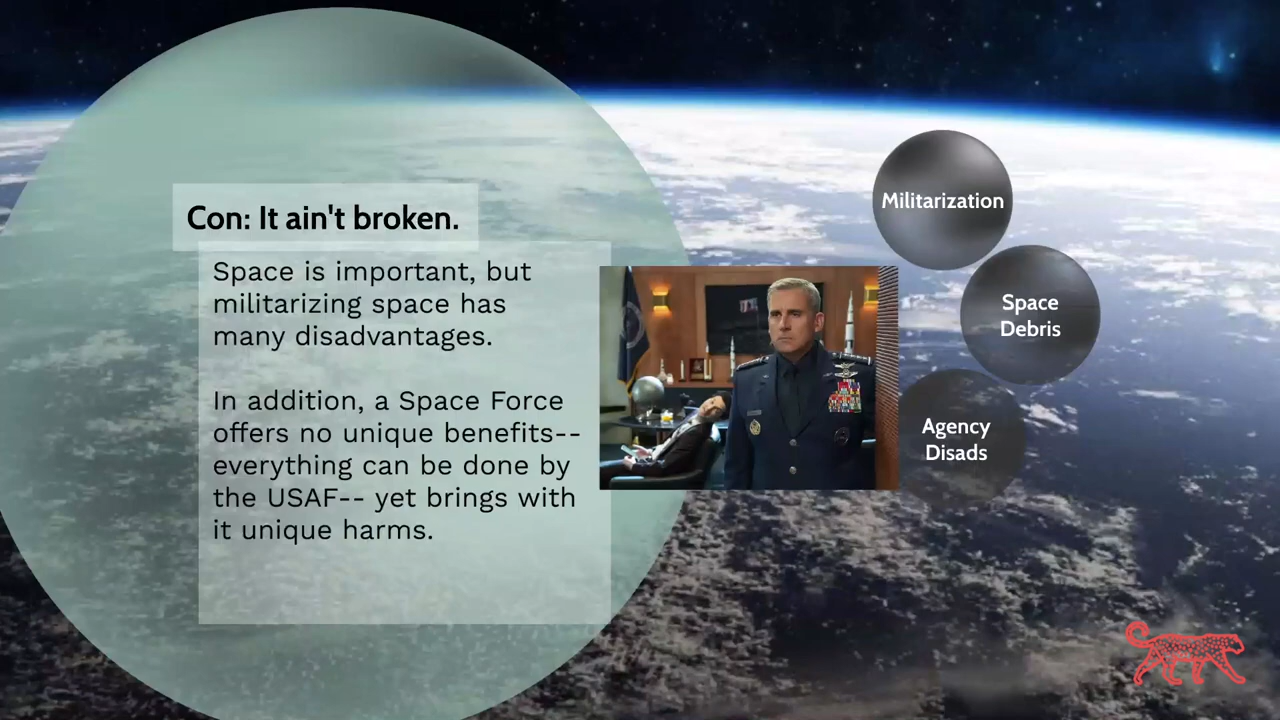 Con: It ain't broken.
Space is important, but
militarizing space has
many disadvantages.
In addition, a Space Force
offers no unique benefits--
everything can be done by
the USAF-- yet brings with
it unique harms.
Militarization
Space
Debris
Agency
Disads